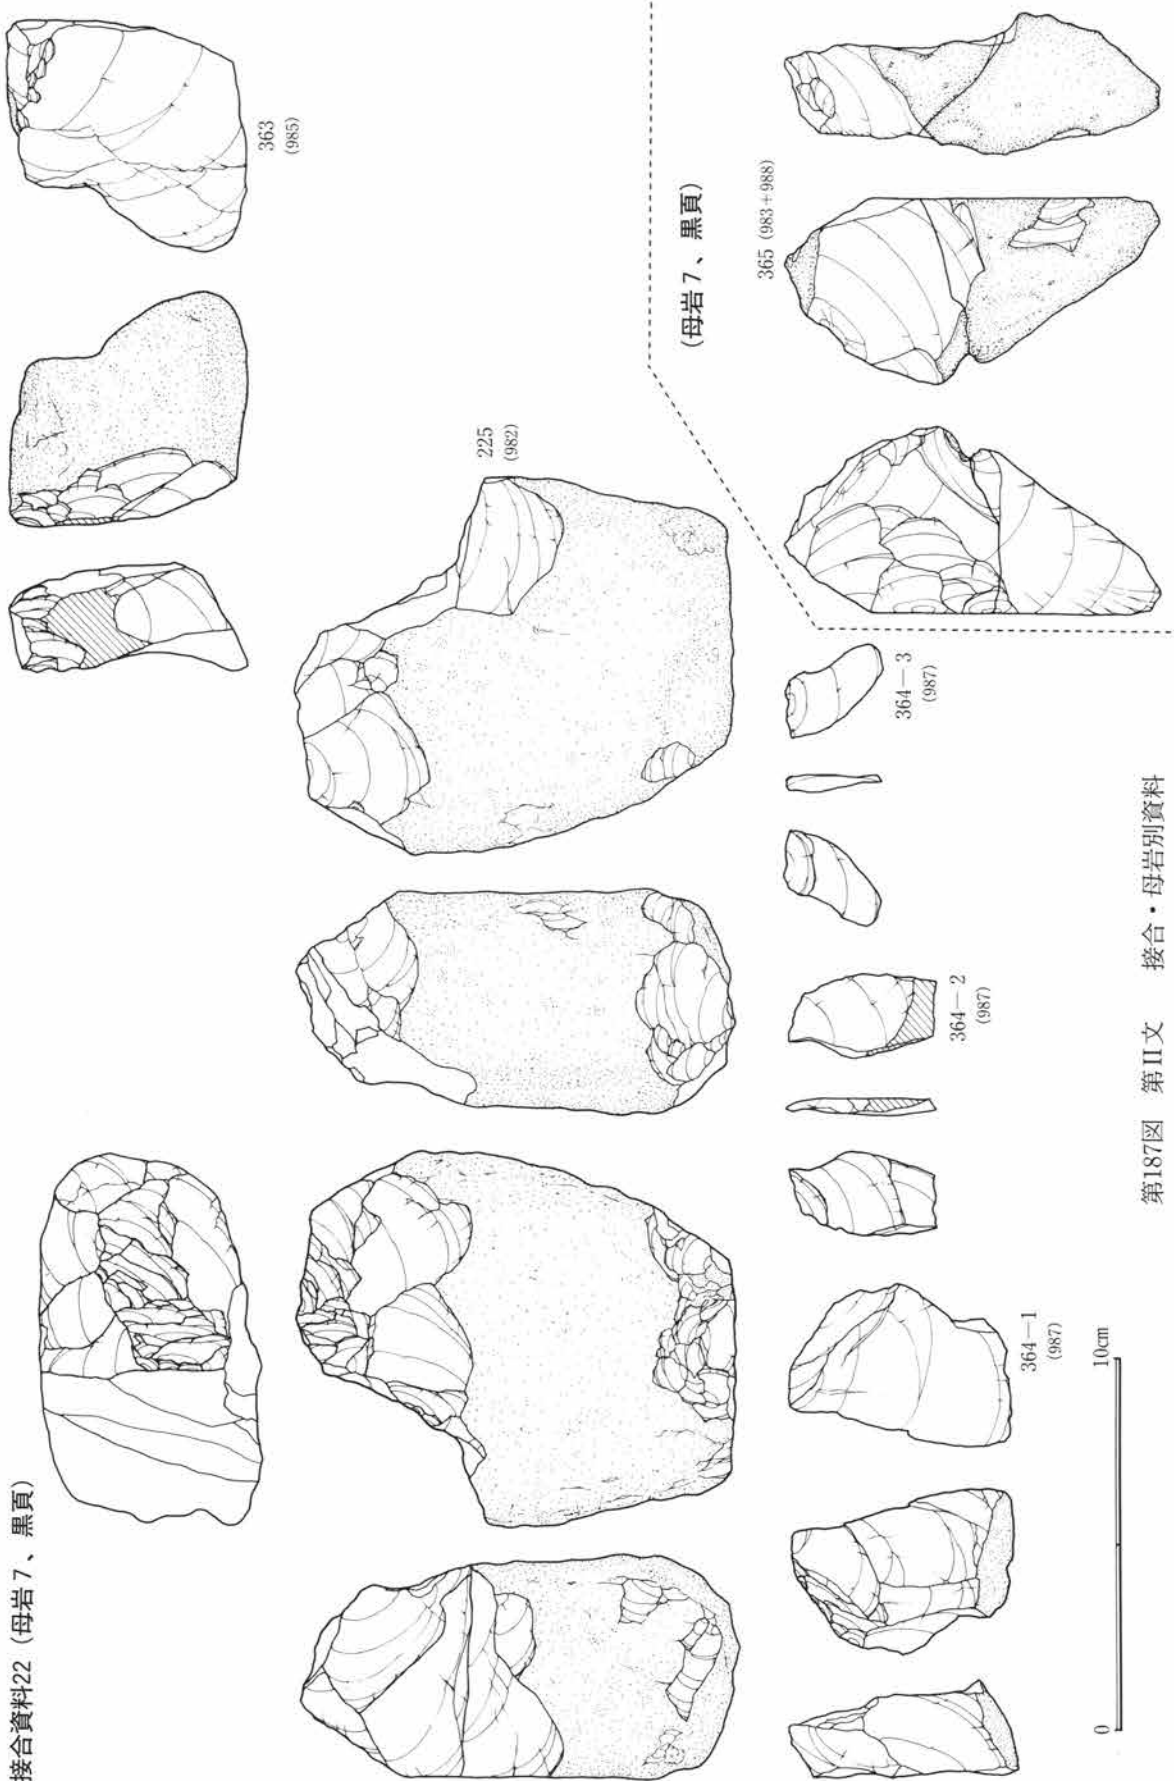 接合資料22（母岩７、黒頁）
363
(985)
225
(982)
364－1
(987)
364－2
(987)
364－3
(987)
（母岩７、黒頁）
365 (983+988)
0　10cm
第187図　第Ⅱ文　接合・母岩別資料